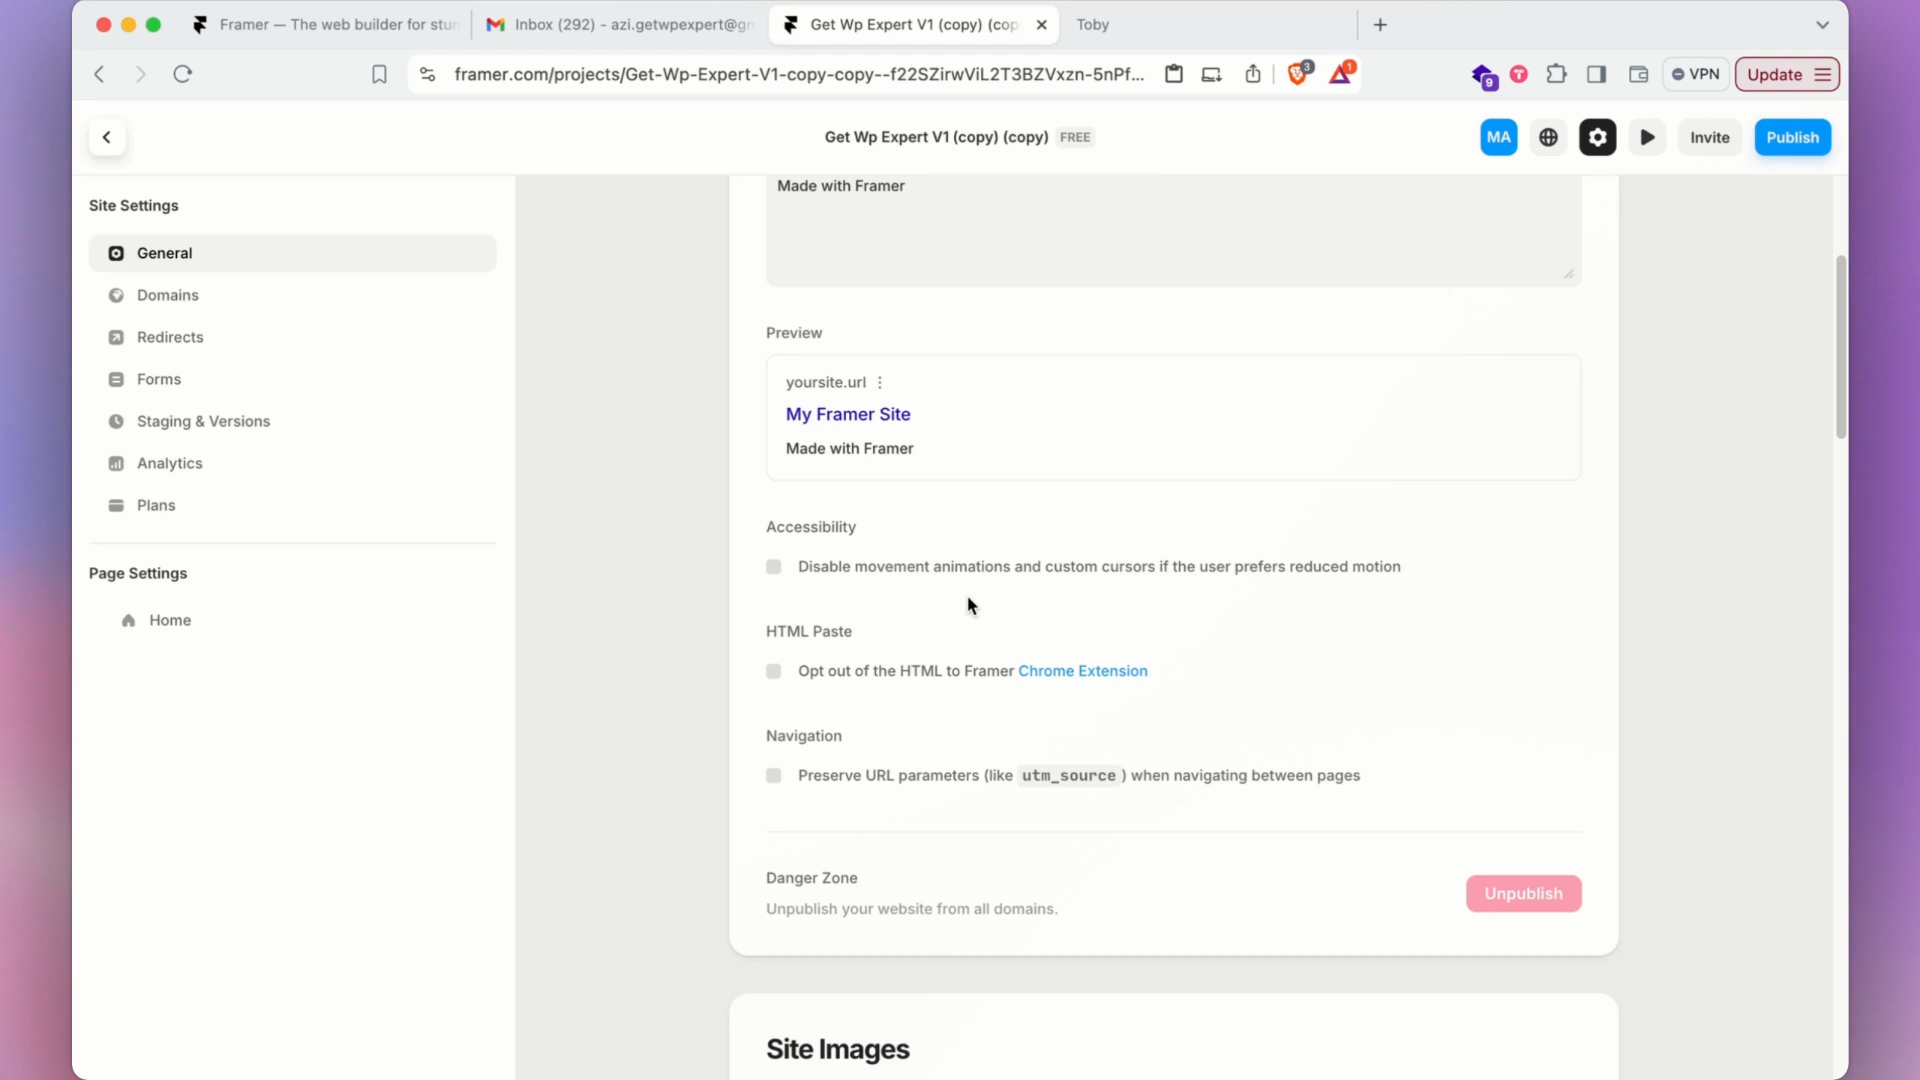 Framer — The web builder for stun
Inbox (292) - azi.getwpexpert@gm
Get Wp Expert V1 (copy) (cop
Toby
framer.com/projects/Get-Wp-Expert-V1-copy-copy--f22SZirwViL2T3BZVxzn-5nPf...
3
1
9
VPN
Update
Get Wp Expert V1 (copy) (copy)
FREE
MA
Invite
Publish
Site Settings
General
Domains
Redirects
Forms
Staging & Versions
Analytics
Plans
Page Settings
Home
Made with Framer
Preview
yoursite.url
My Framer Site
Made with Framer
Accessibility
Disable movement animations and custom cursors if the user prefers reduced motion
HTML Paste
Opt out of the HTML to Framer Chrome Extension
Navigation
Preserve URL parameters (like utm_source) when navigating between pages
Danger Zone
Unpublish your website from all domains.
Unpublish
Site Images